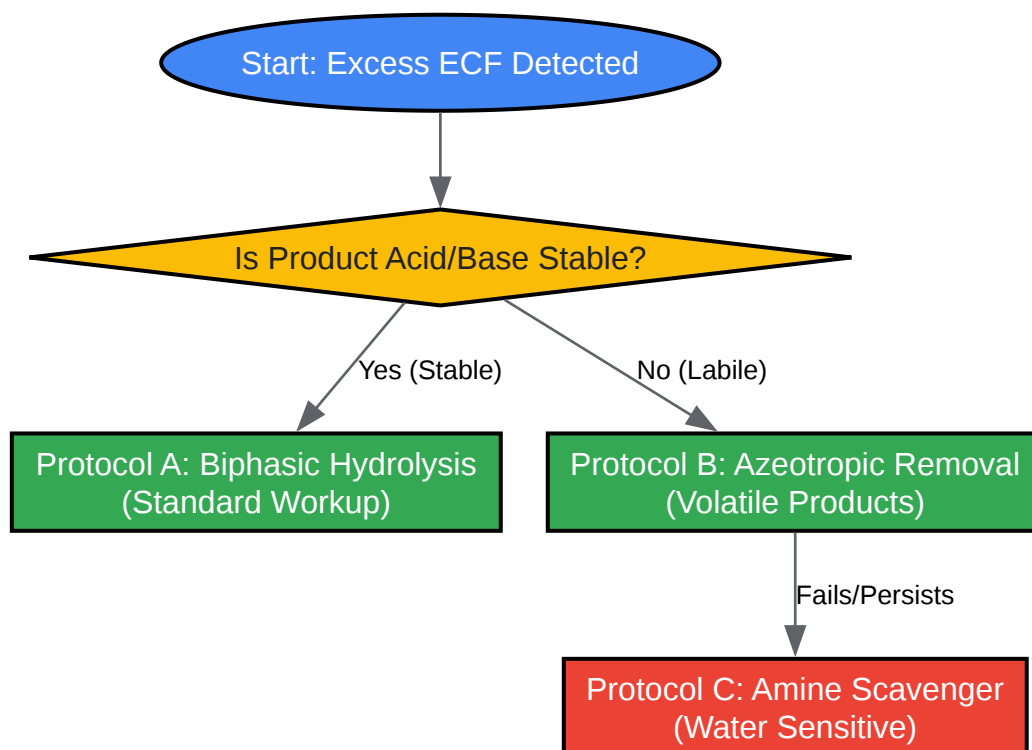 Start: Excess ECF Detected
Is Product Acid/Base Stable?
Yes (Stable)
No (Labile)
Protocol A: Biphasic Hydrolysis
(Standard Workup)
Protocol B: Azeotropic Removal
(Volatile Products)
Fails/Persists
Protocol C: Amine Scavenger
(Water Sensitive)